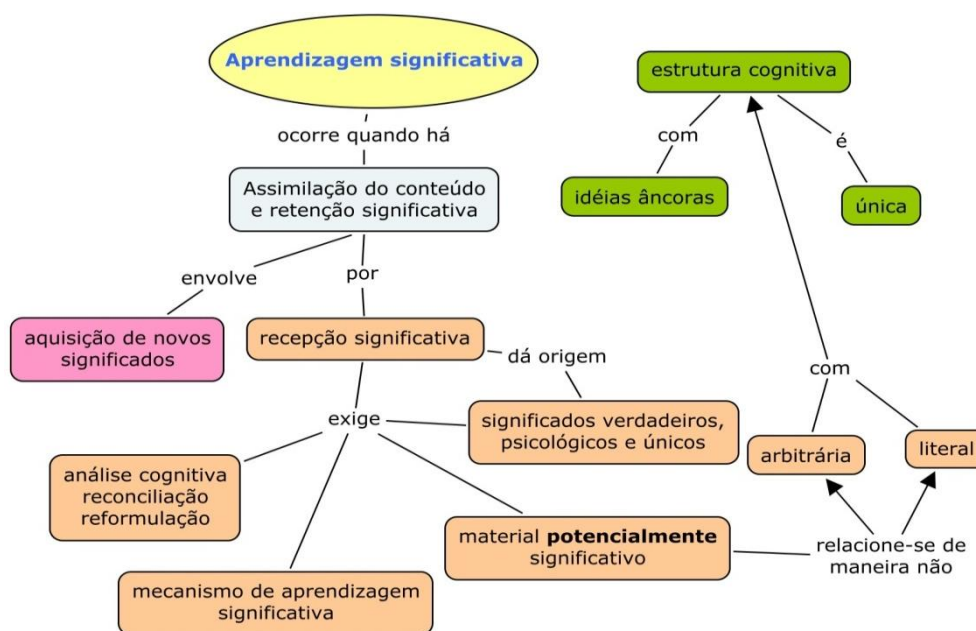 Aprendizagem significativa
estrutura cognitiva
ocorre quando há
com
é
Assimilação do conteúdo
e retenção significativa
idéias âncoras
única
envolve
por
aquisição de novos
significados
recepção significativa
dá origem
com
exige
significados verdadeiros,
psicológicos e únicos
arbitrária
literal
análise cognitiva
reconciliação
reformulação
material potencialmente
significativo
relacione-se de
maneira não
mecanismo de aprendizagem
significativa